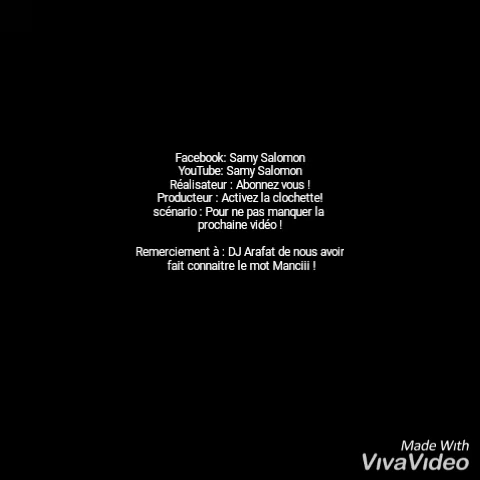 Facebook: Samy Salomon
YouTube: Samy Salomon
Réalisateur : Abonnez vous !
Producteur : Activez la clochette!
scénario : Pour ne pas manquer la
prochaine vidéo !
Remerciement à : DJ Arafat de nous avoir
fait connaitre le mot Manciii !
Made With
VivaVideo